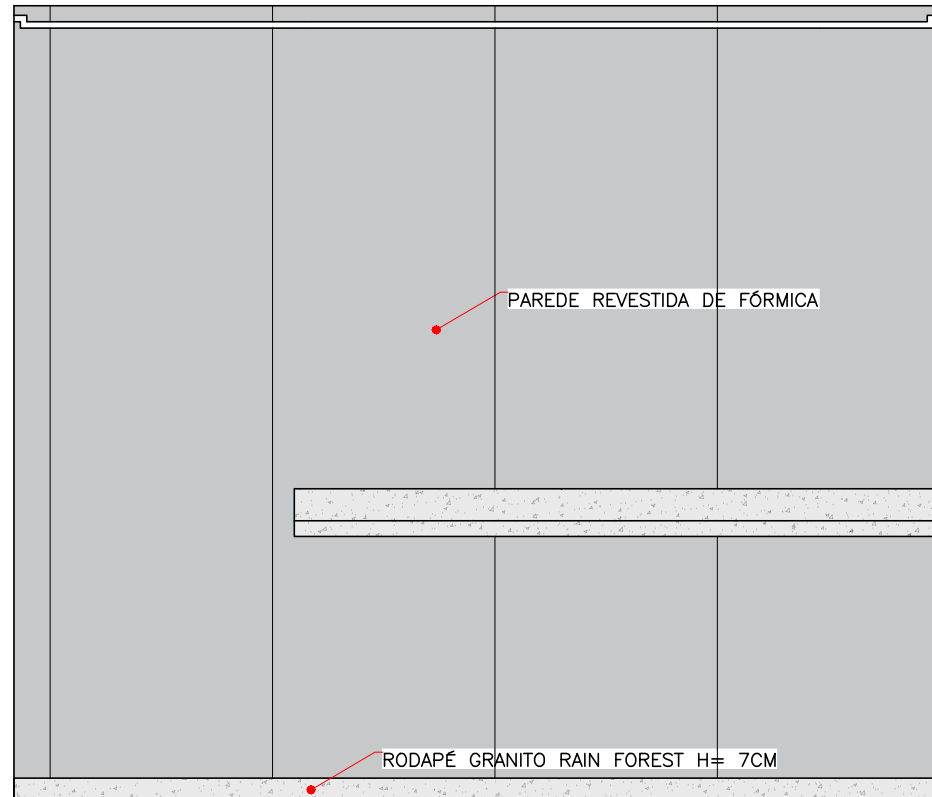 PAREDE REVESTIDA DE FÓRMICA
RODAPÉ GRANITO RAIN FOREST H= 7CM